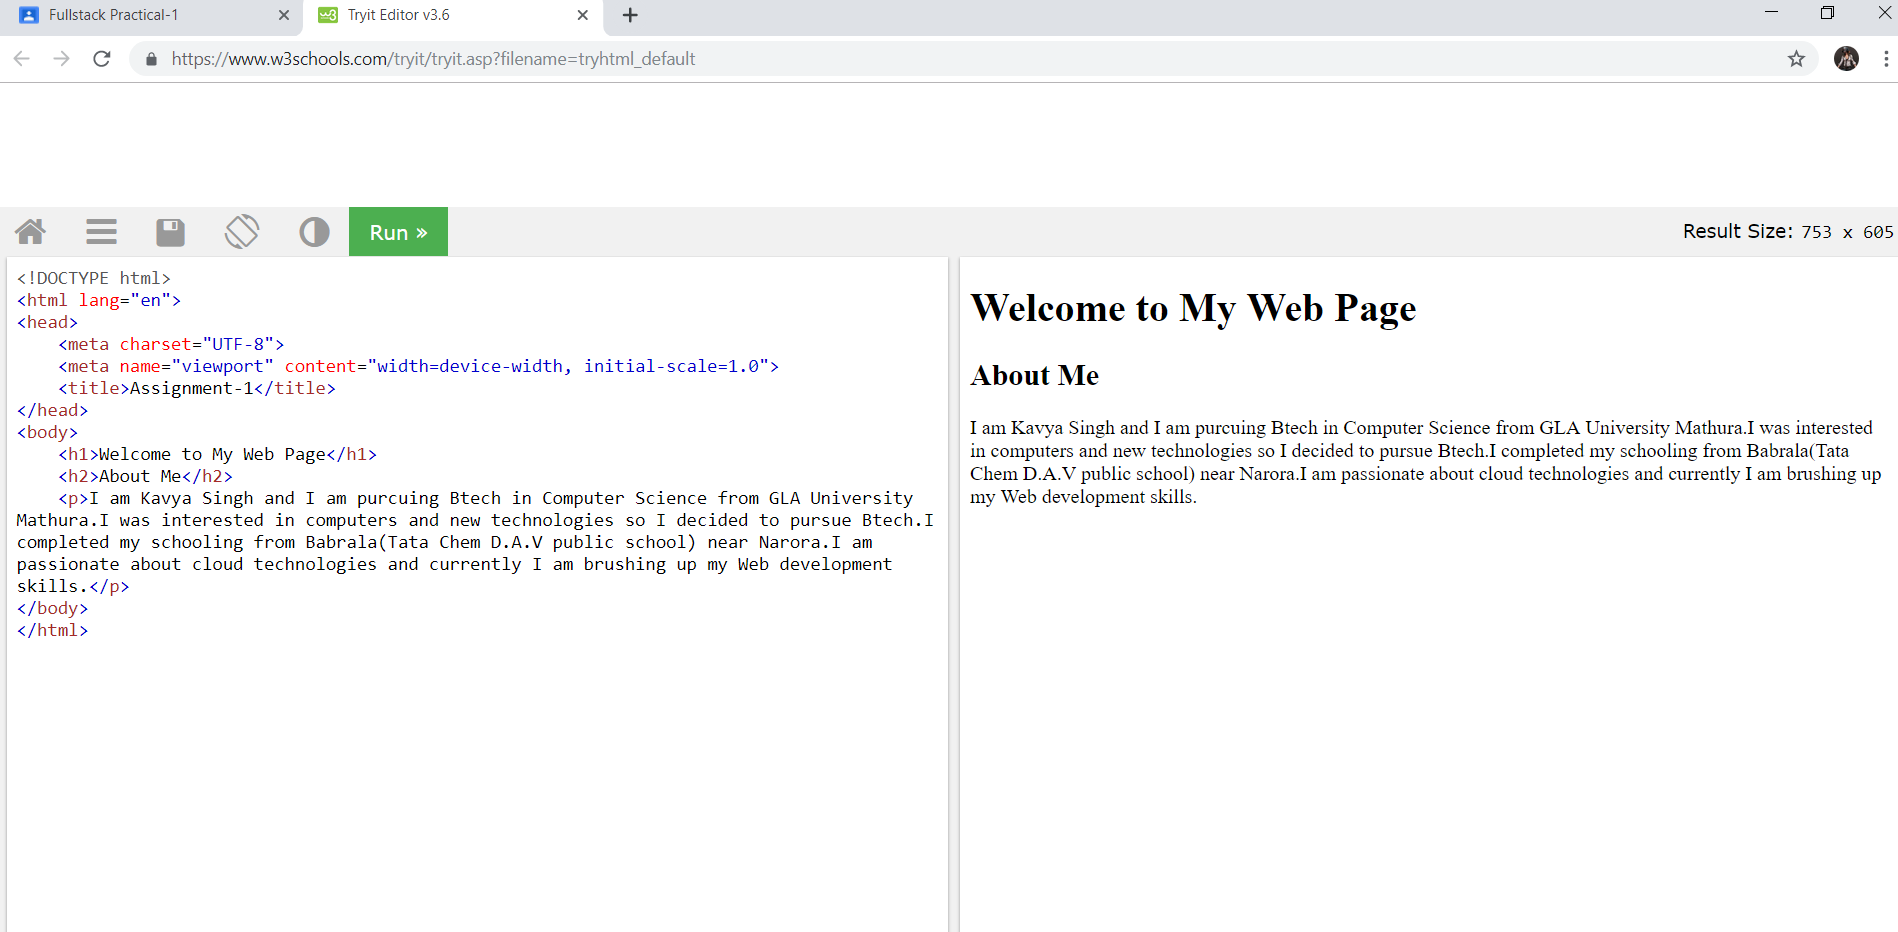 Fullstack Practical-1
Tryit Editor v3.6
https://www.w3schools.com/tryit/tryit.asp?filename=tryhtml_default
Run »
Result Size: 753 x 605
<!DOCTYPE html>
<html lang="en">
<head>
    <meta charset="UTF-8">
    <meta name="viewport" content="width=device-width, initial-scale=1.0">
    <title>Assignment-1</title>
</head>
<body>
    <h1>Welcome to My Web Page</h1>
    <h2>About Me</h2>
    <p>I am Kavya Singh and I am purcuing Btech in Computer Science from GLA University
Mathura.I was interested in computers and new technologies so I decided to pursue Btech.I
completed my schooling from Babrala(Tata Chem D.A.V public school) near Narora.I am
passionate about cloud technologies and currently I am brushing up my Web development
skills.</p>
</body>
</html>
Welcome to My Web Page
About Me
I am Kavya Singh and I am purcuing Btech in Computer Science from GLA University Mathura.I was interested
in computers and new technologies so I decided to pursue Btech.I completed my schooling from Babrala(Tata
Chem D.A.V public school) near Narora.I am passionate about cloud technologies and currently I am brushing up
my Web development skills.